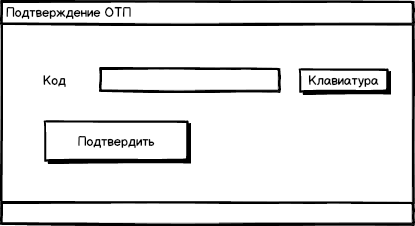 Подтверждение ОТП
Код
Клавиатура
Подтвердить